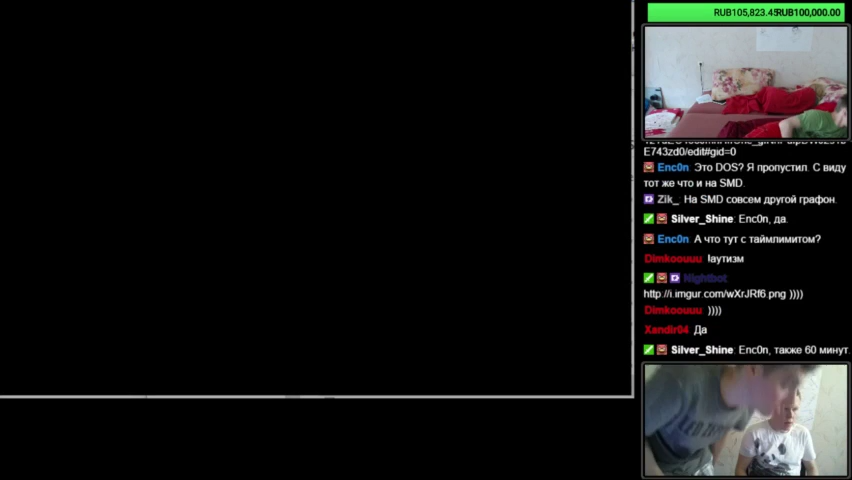 RUB105,823.45 RUB100,000.00
E743zd0/edit#gid=0
Enc0n: Это DOS? Я пропустил. С виду
тот же что и на SMD.
Zik_: На SMD совсем другой графон.
Silver_Shine: Enc0n, да.
Enc0n: А что тут с таймлимитом?
Dimkoouuu: !аутизм
Nightbot:
http://i.imgur.com/wXrJRf6.png ))))
Dimkoouuu: ))))
Xandir04: Да
Silver_Shine: Enc0n, также 60 минут.